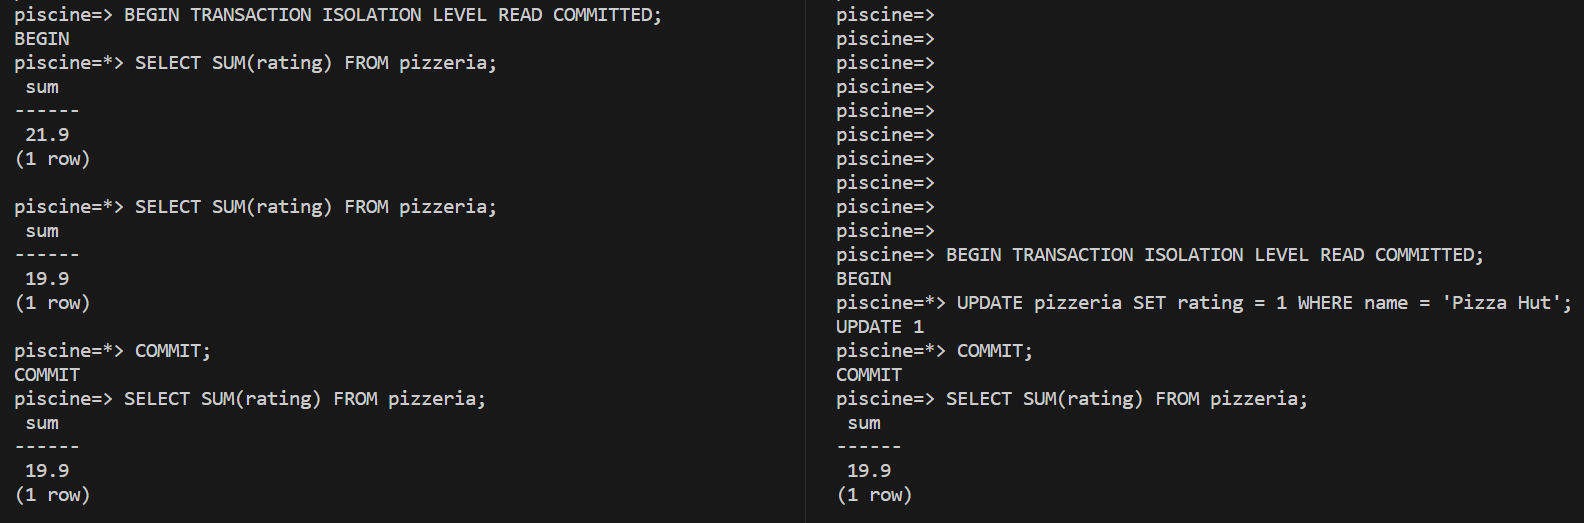 piscine=> BEGIN TRANSACTION ISOLATION LEVEL READ COMMITTED;
BEGIN
piscine=*> SELECT SUM(rating) FROM pizzeria;
 sum
------
 21.9
(1 row)

piscine=*> SELECT SUM(rating) FROM pizzeria;
 sum
------
 19.9
(1 row)

piscine=*> COMMIT;
COMMIT
piscine=> SELECT SUM(rating) FROM pizzeria;
 sum
------
 19.9
(1 row)

piscine=>
piscine=>
piscine=>
piscine=>
piscine=>
piscine=>
piscine=>
piscine=>
piscine=>
piscine=>
piscine=> BEGIN TRANSACTION ISOLATION LEVEL READ COMMITTED;
BEGIN
piscine=*> UPDATE pizzeria SET rating = 1 WHERE name = 'Pizza Hut';
UPDATE 1
piscine=*> COMMIT;
COMMIT
piscine=> SELECT SUM(rating) FROM pizzeria;
 sum
------
 19.9
(1 row)